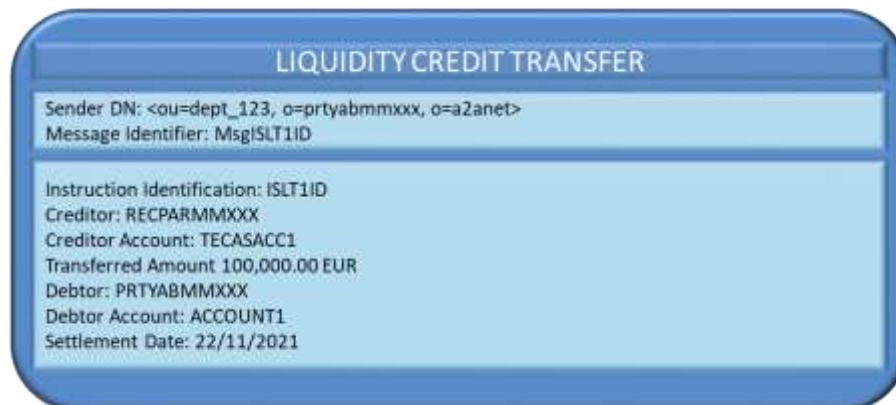 LIQUIDITY CREDIT TRANSFER
Sender DN: <ou=dept_123, o=prtyabmmxxx, o=a2anet>
Message Identifier: MsgISLT1ID
Instruction Identification: ISLT1ID
Creditor: RECPARMMXXX
Creditor Account: TECASACC1
Transferred Amount 100,000.00 EUR
Debtor: PRTYABMMXXX
Debtor Account: ACCOUNT1
Settlement Date: 22/11/2021